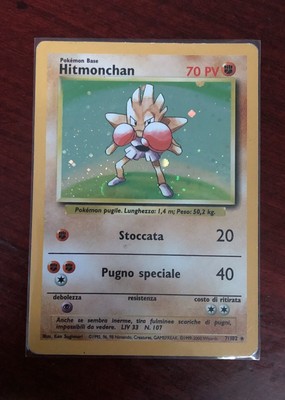 Pokémon Base
Hitmonchan
70 PV
Pokémon pugile. Lunghezza: 1,4 m; Peso: 50,2 kg.
Stoccata 20
Pugno speciale 40
debolezza resistenza costo di ritirata
Anche se sembra inerme, tira fulminee scariche di pugni,
impossibili da vedere. LIV 33 N. 107
7/102